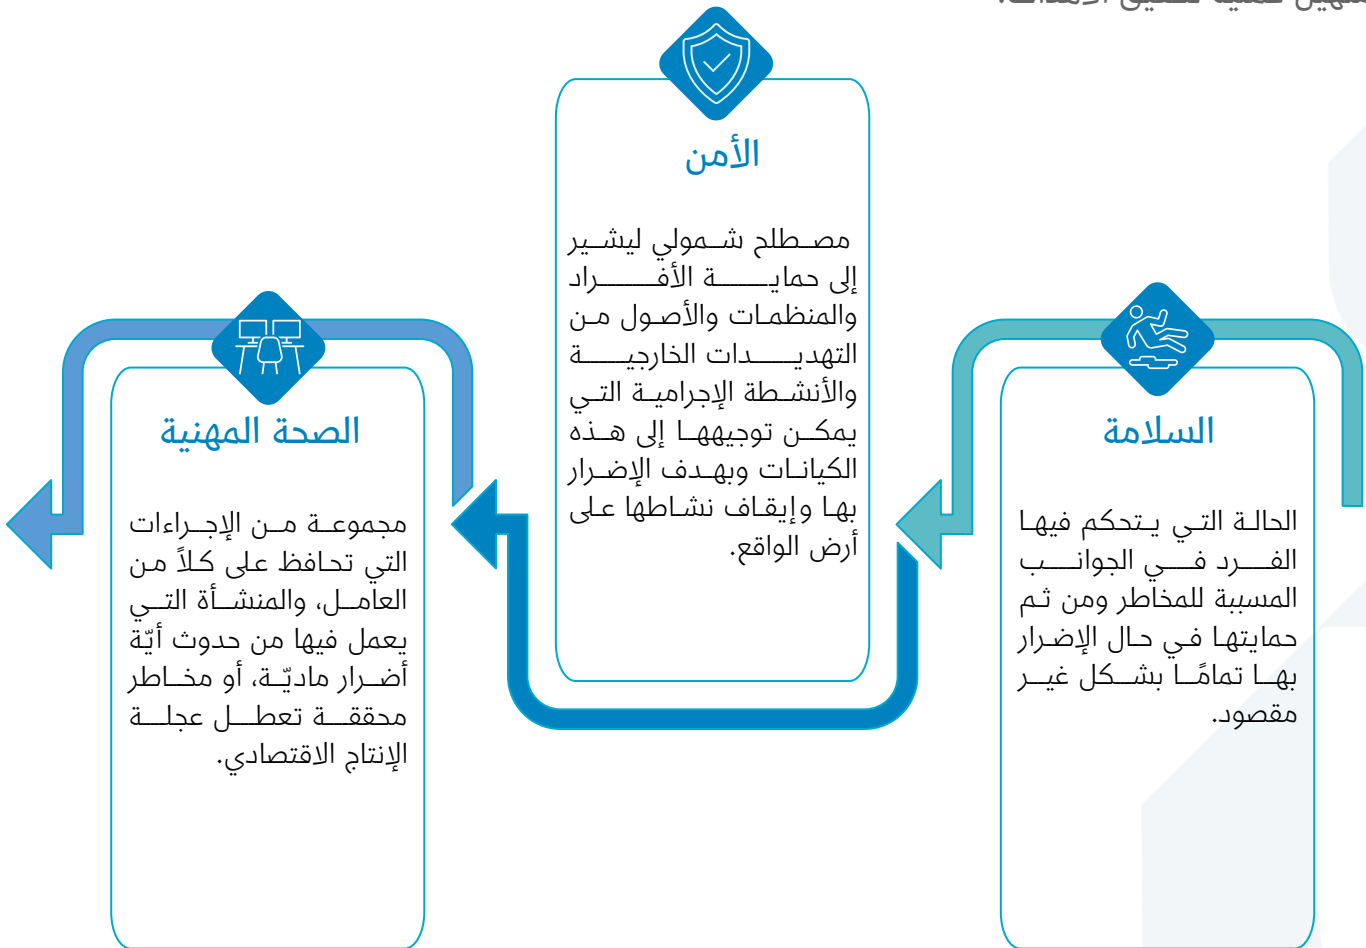 السلامة
الحالة التي يتحكم فيها
الفرد في الجوانب
المسببة للمخاطر ومن ثم
حمايتها في حال الإضرار
بها تمامًا بشكل غير
مقصود.
الأمن
مصطلح شمولي ليشير
إلى حماية الأفراد
والمنظمات والأصول من
التهديدات الخارجية
والأنشطة الإجرامية التي
يمكن توجيهها إلى هذه
الكيانات وبهدف الإضرار
بها وإيقاف نشاطها على
أرض الواقع.
الصحة المهنية
مجموعة من الإجراءات
التي تحافظ على كلاً من
العامل، والمنشأة التي
يعمل فيها من حدوث أيّة
أضرار ماديّة، أو مخاطر
محققة تعطل عجلة
الإنتاج الاقتصادي.